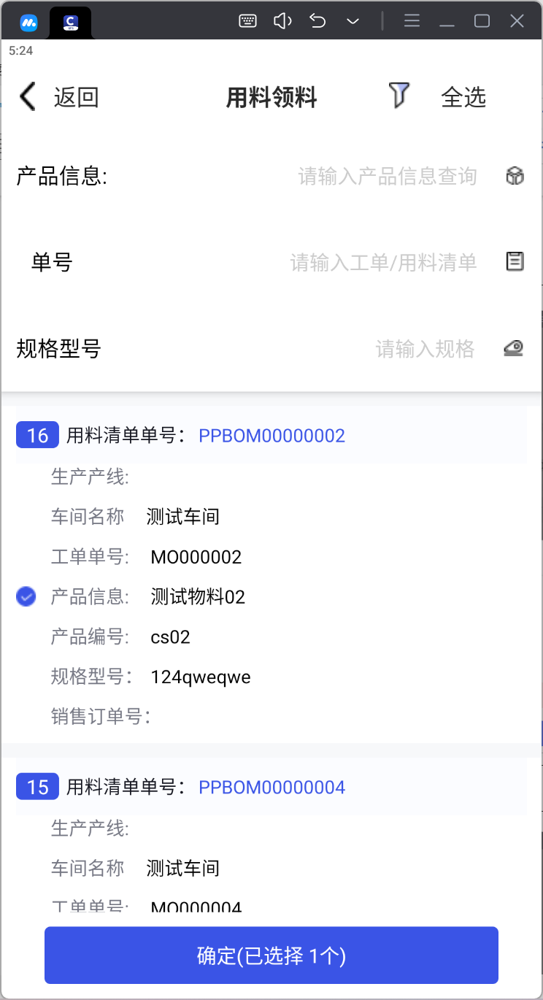 5:24
返回 用料领料 全选
产品信息: 请输入产品信息查询
单号 请输入工单/用料清单
规格型号 请输入规格
16 用料清单单号： PPBOM00000002
生产产线:
车间名称 测试车间
工单单号: MO000002
产品信息: 测试物料02
产品编号: cs02
规格型号： 124qweqwe
销售订单号：
15 用料清单单号： PPBOM00000004
生产产线:
车间名称 测试车间
工单单号: MO000004
确定(已选择 1个)